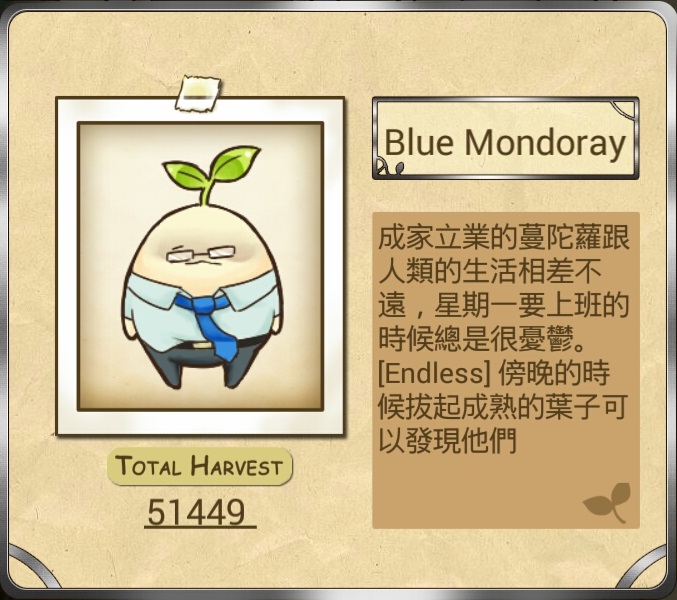 Blue Mondoray
成家立業的蔓陀蘿跟
人類的生活相差不
遠，星期一要上班的
時候總是很憂鬱。
[Endless] 傍晚的時
候拔起成熟的葉子可
以發現他們
TOTAL HARVEST
51449